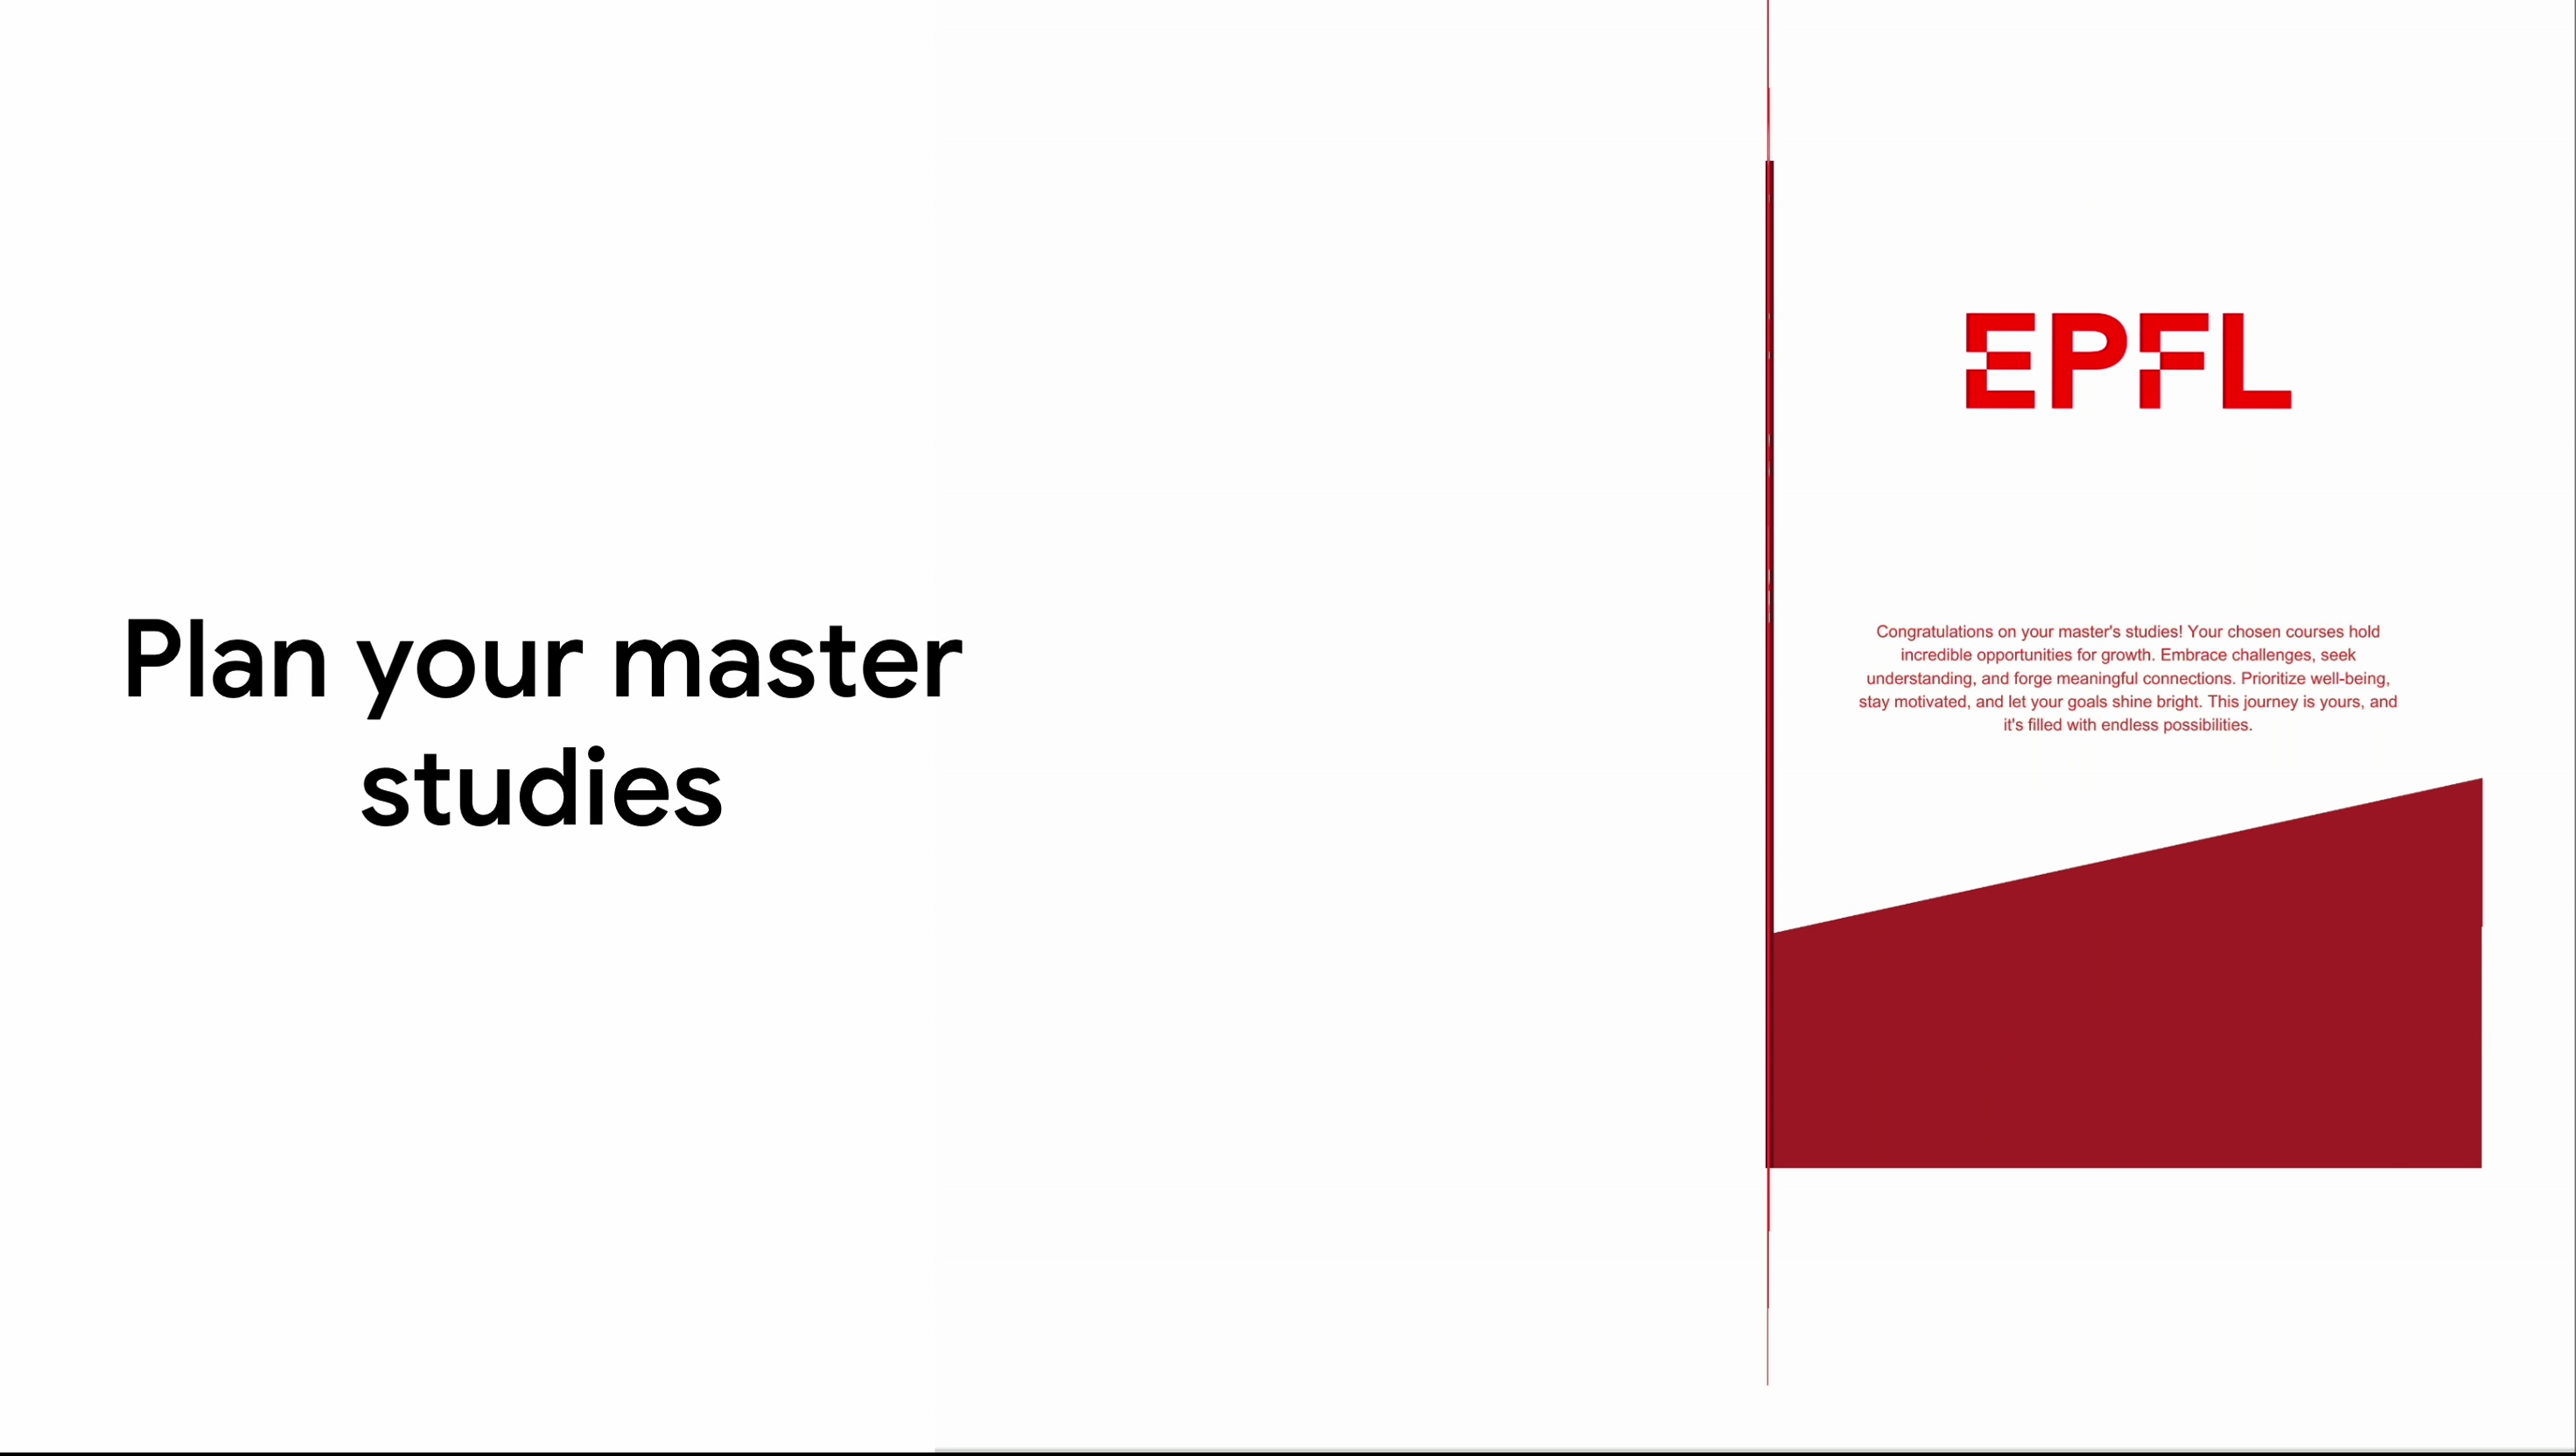 Plan your master
studies
EPFL
Congratulations on your master's studies! Your chosen courses hold
incredible opportunities for growth. Embrace challenges, seek
understanding, and forge meaningful connections. Prioritize well-being,
stay motivated, and let your goals shine bright. This journey is yours, and
it's filled with endless possibilities.